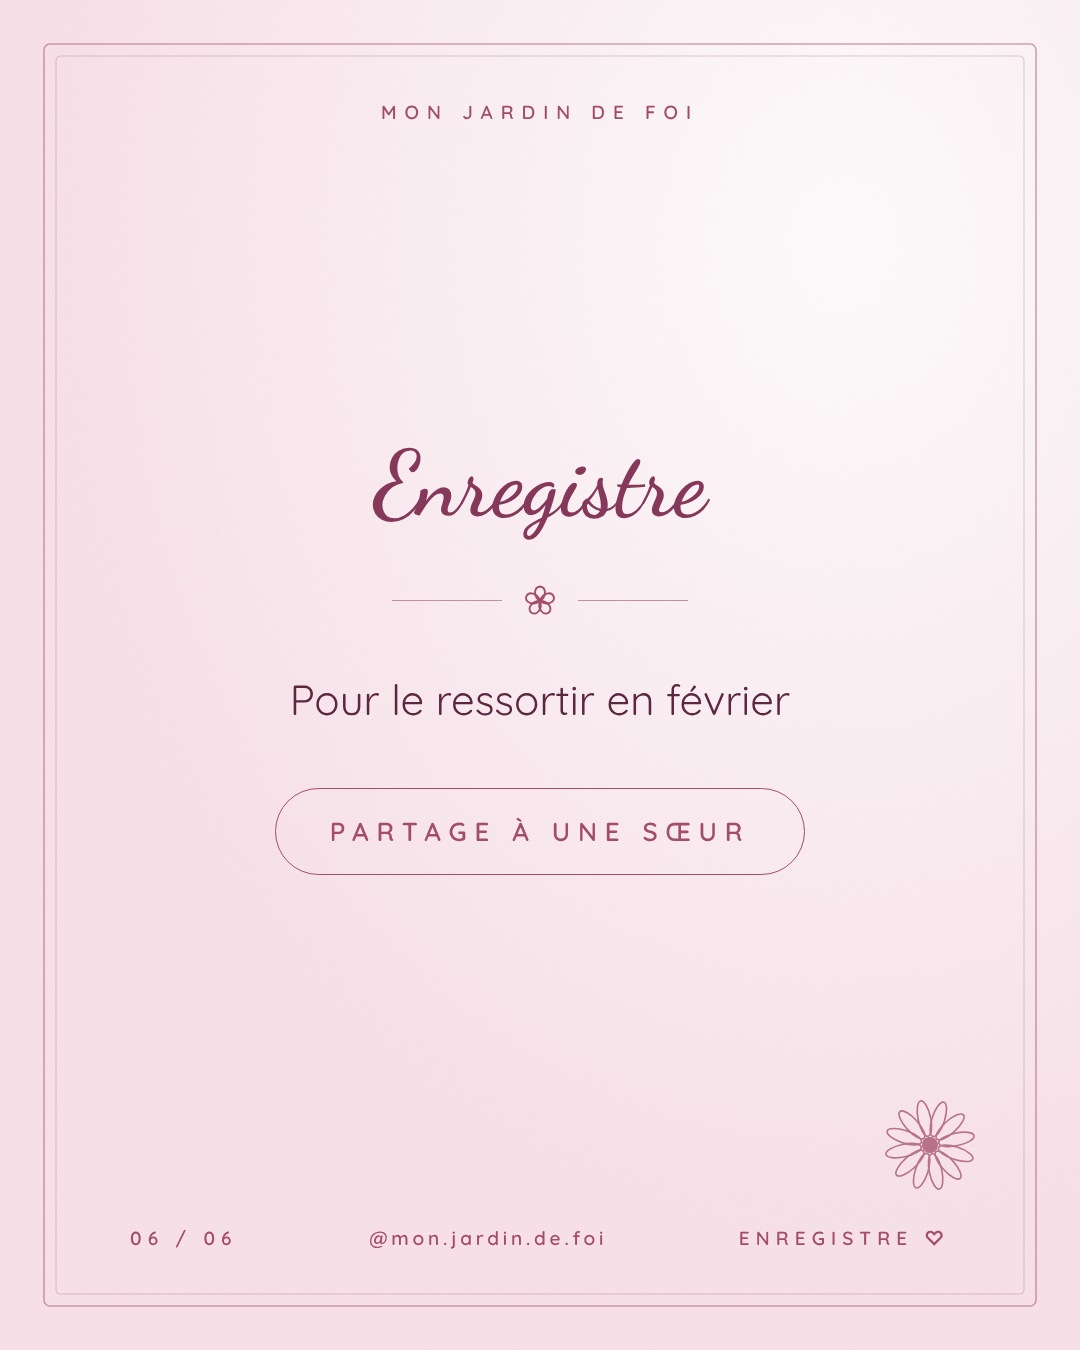 MON JARDIN DE FOI
Enregistre
Pour le ressortir en février
PARTAGE À UNE SŒUR
06 / 06
@mon.jardin.de.foi
ENREGISTRE ♡